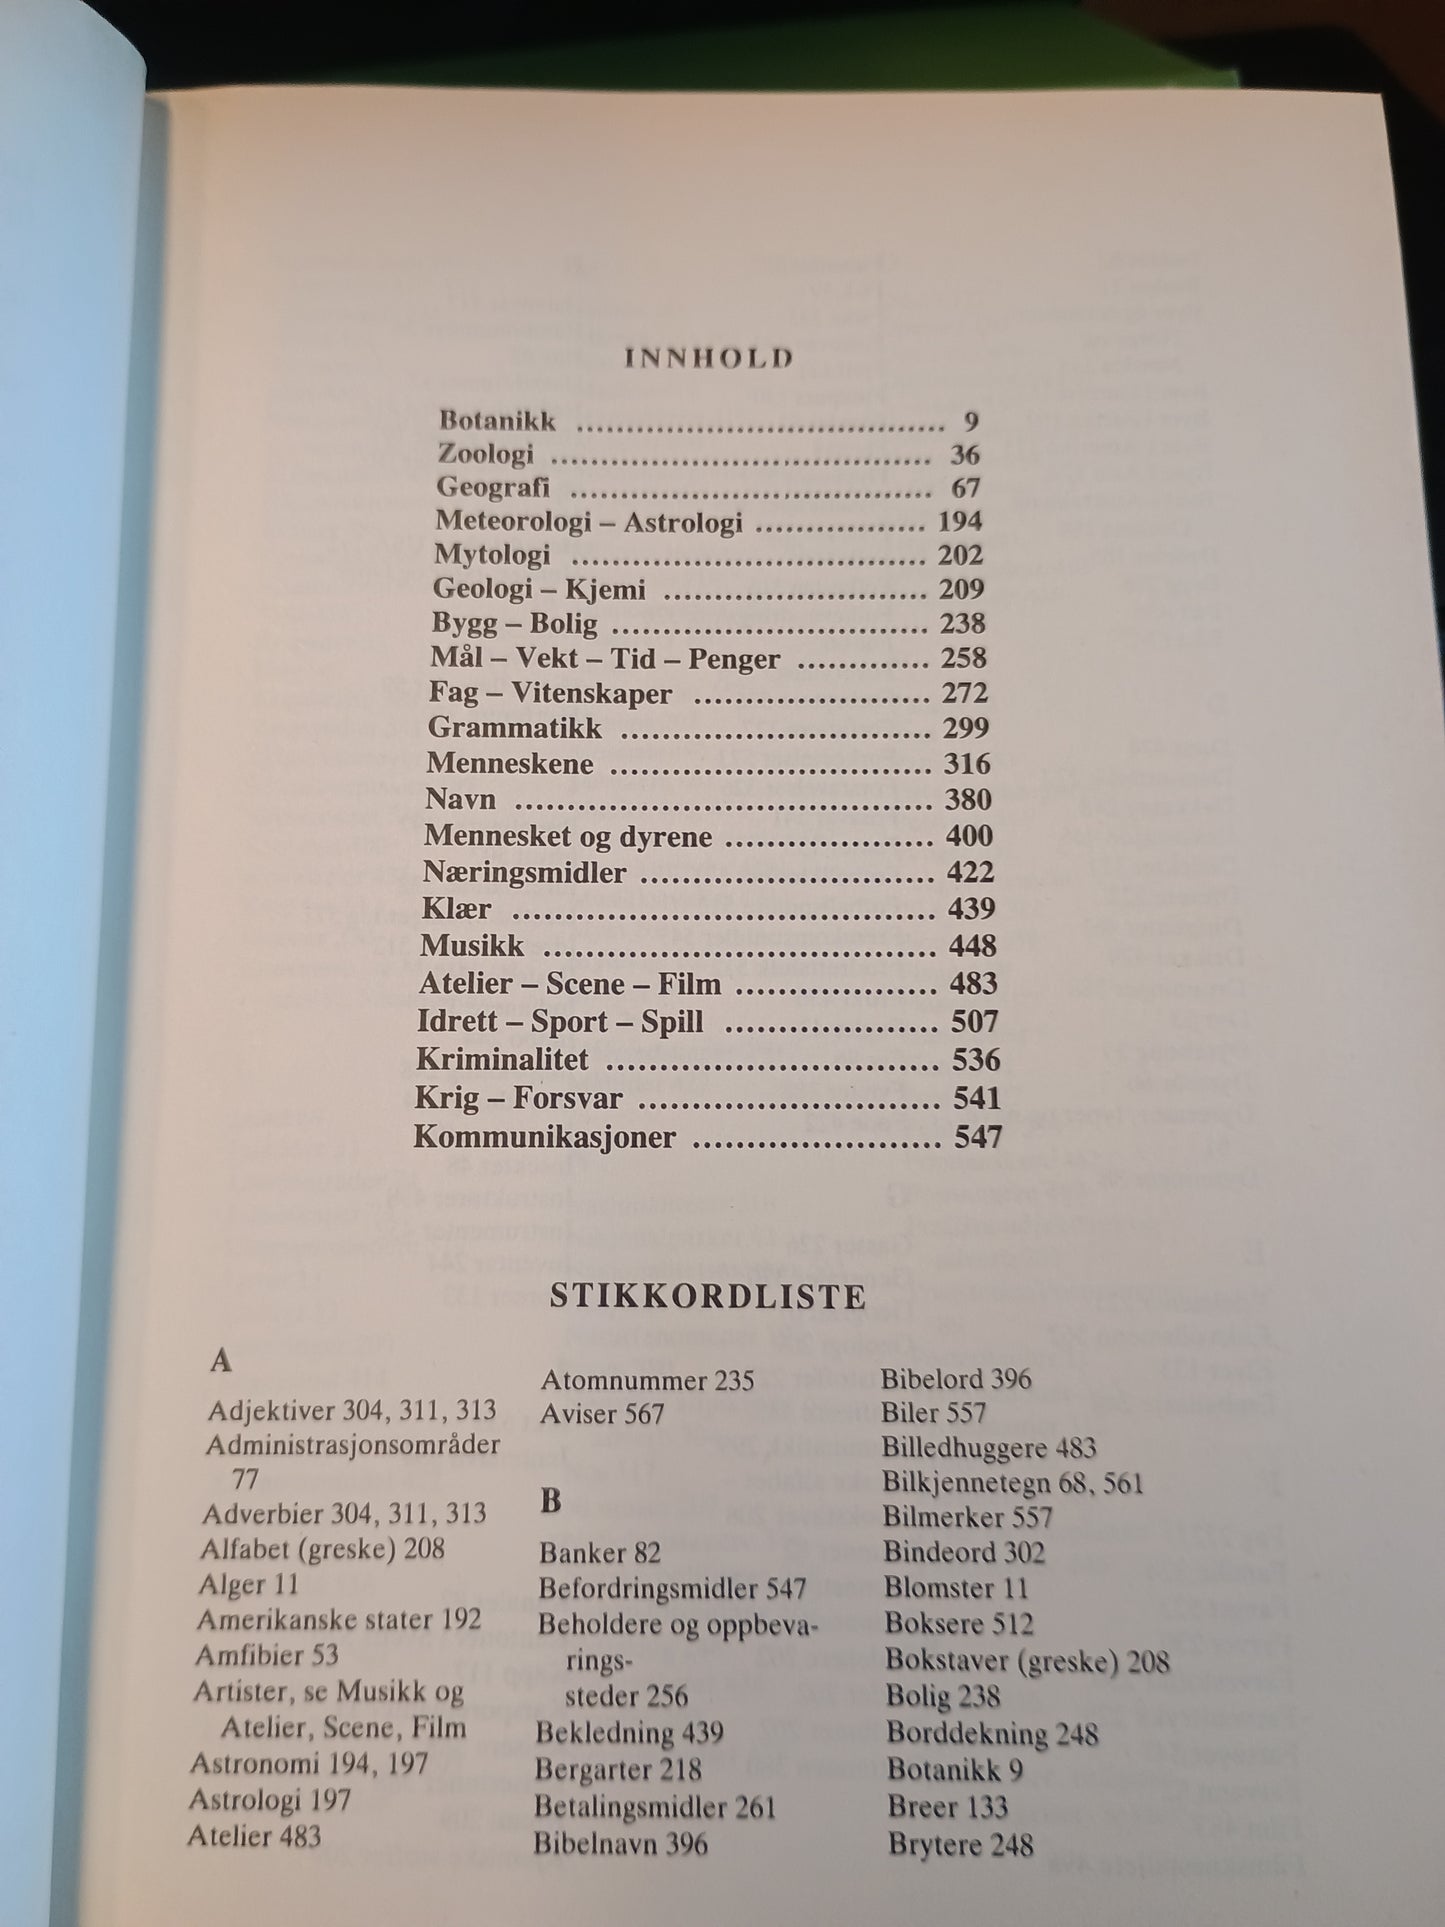 INNHOLD
Botanikk ........................................ 9
Zoologi ........................................ 36
Geografi ........................................ 67
Meteorologi – Astrologi ................. 194
Mytologi ................................... 202
Geologi – Kjemi .......................... 209
Bygg – Bolig ............................... 238
Mål – Vekt – Tid – Penger ............. 258
Fag – Vitenskaper ....................... 272
Grammatikk ............................... 299
Menneskene ................................ 316
Navn ......................................... 380
Mennesket og dyrene ..................... 400
Næringsmidler ............................. 422
Klær ......................................... 439
Musikk ...................................... 448
Atelier – Scene – Film .................... 483
Idrett – Sport – Spill ..................... 507
Kriminalitet ................................. 536
Krig – Forsvar .............................. 541
Kommunikasjoner ......................... 547
STIKKORDLISTE
A
Adjektiver 304, 311, 313
Administrasjonsområder
77
Adverbier 304, 311, 313
Alfabet (greske) 208
Alger 11
Amerikanske stater 192
Amfibier 53
Artister, se Musikk og
Atelier, Scene, Film
Astronomi 194, 197
Astrologi 197
Atelier 483
Atomnummer 235
Aviser 567
B
Banker 82
Befordringsmidler 547
Beholdere og oppbeva-
rings-
steder 256
Bekledning 439
Bergarter 218
Betalingsmidler 261
Bibelnavn 396
Bibelord 396
Biler 557
Billedhuggere 483
Bilkjennetegn 68, 561
Bilmerker 557
Bindeord 302
Blomster 11
Boksere 512
Bokstaver (greske) 208
Bolig 238
Borddekning 248
Botanikk 9
Breer 133
Brytere 248